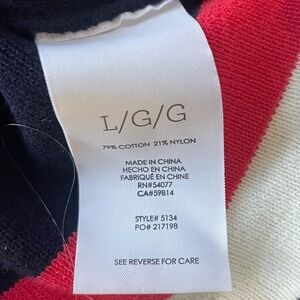 L/G/G
79% COTTON 21% NYLON
MADE IN CHINA
HECHO EN CHINA
FABRIQUÉ EN CHINE
RN#54077
CA#59814
STYLE# 5134
PO# 217198
SEE REVERSE FOR CARE